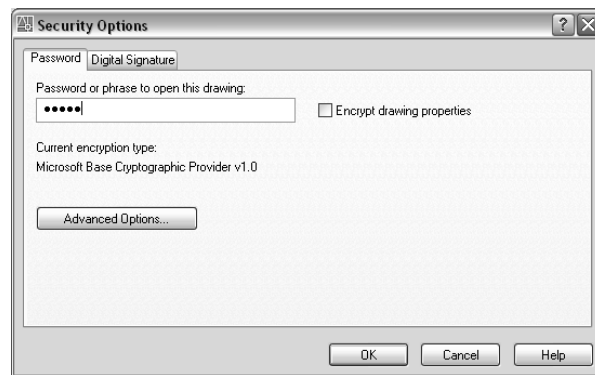 Security Options
Password Digital Signature
Password or phrase to open this drawing:
•••••
Encrypt drawing properties
Current encryption type:
Microsoft Base Cryptographic Provider v1.0
Advanced Options...
OK Cancel Help